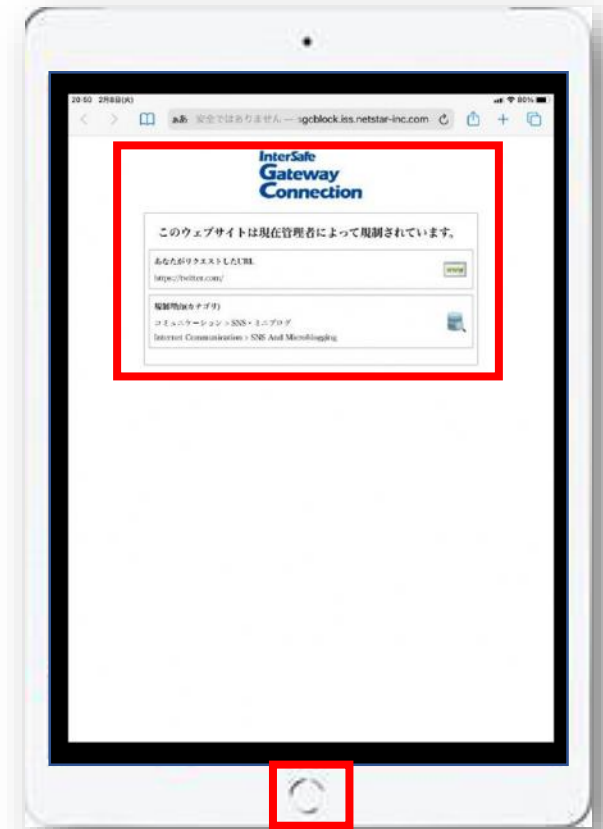 20:50 2月8日(火)
80%
ぁあ 安全ではありません — sgcblock.iss.netstar-inc.com
InterSafe
Gateway
Connection
このウェブサイトは現在管理者によって規制されています。
あなたがリクエストしたURL
https://twitter.com/
WWW
規制理由(カテゴリ)
コミュニケーション > SNS・ミニブログ
Internet Communication > SNS And Microblogging